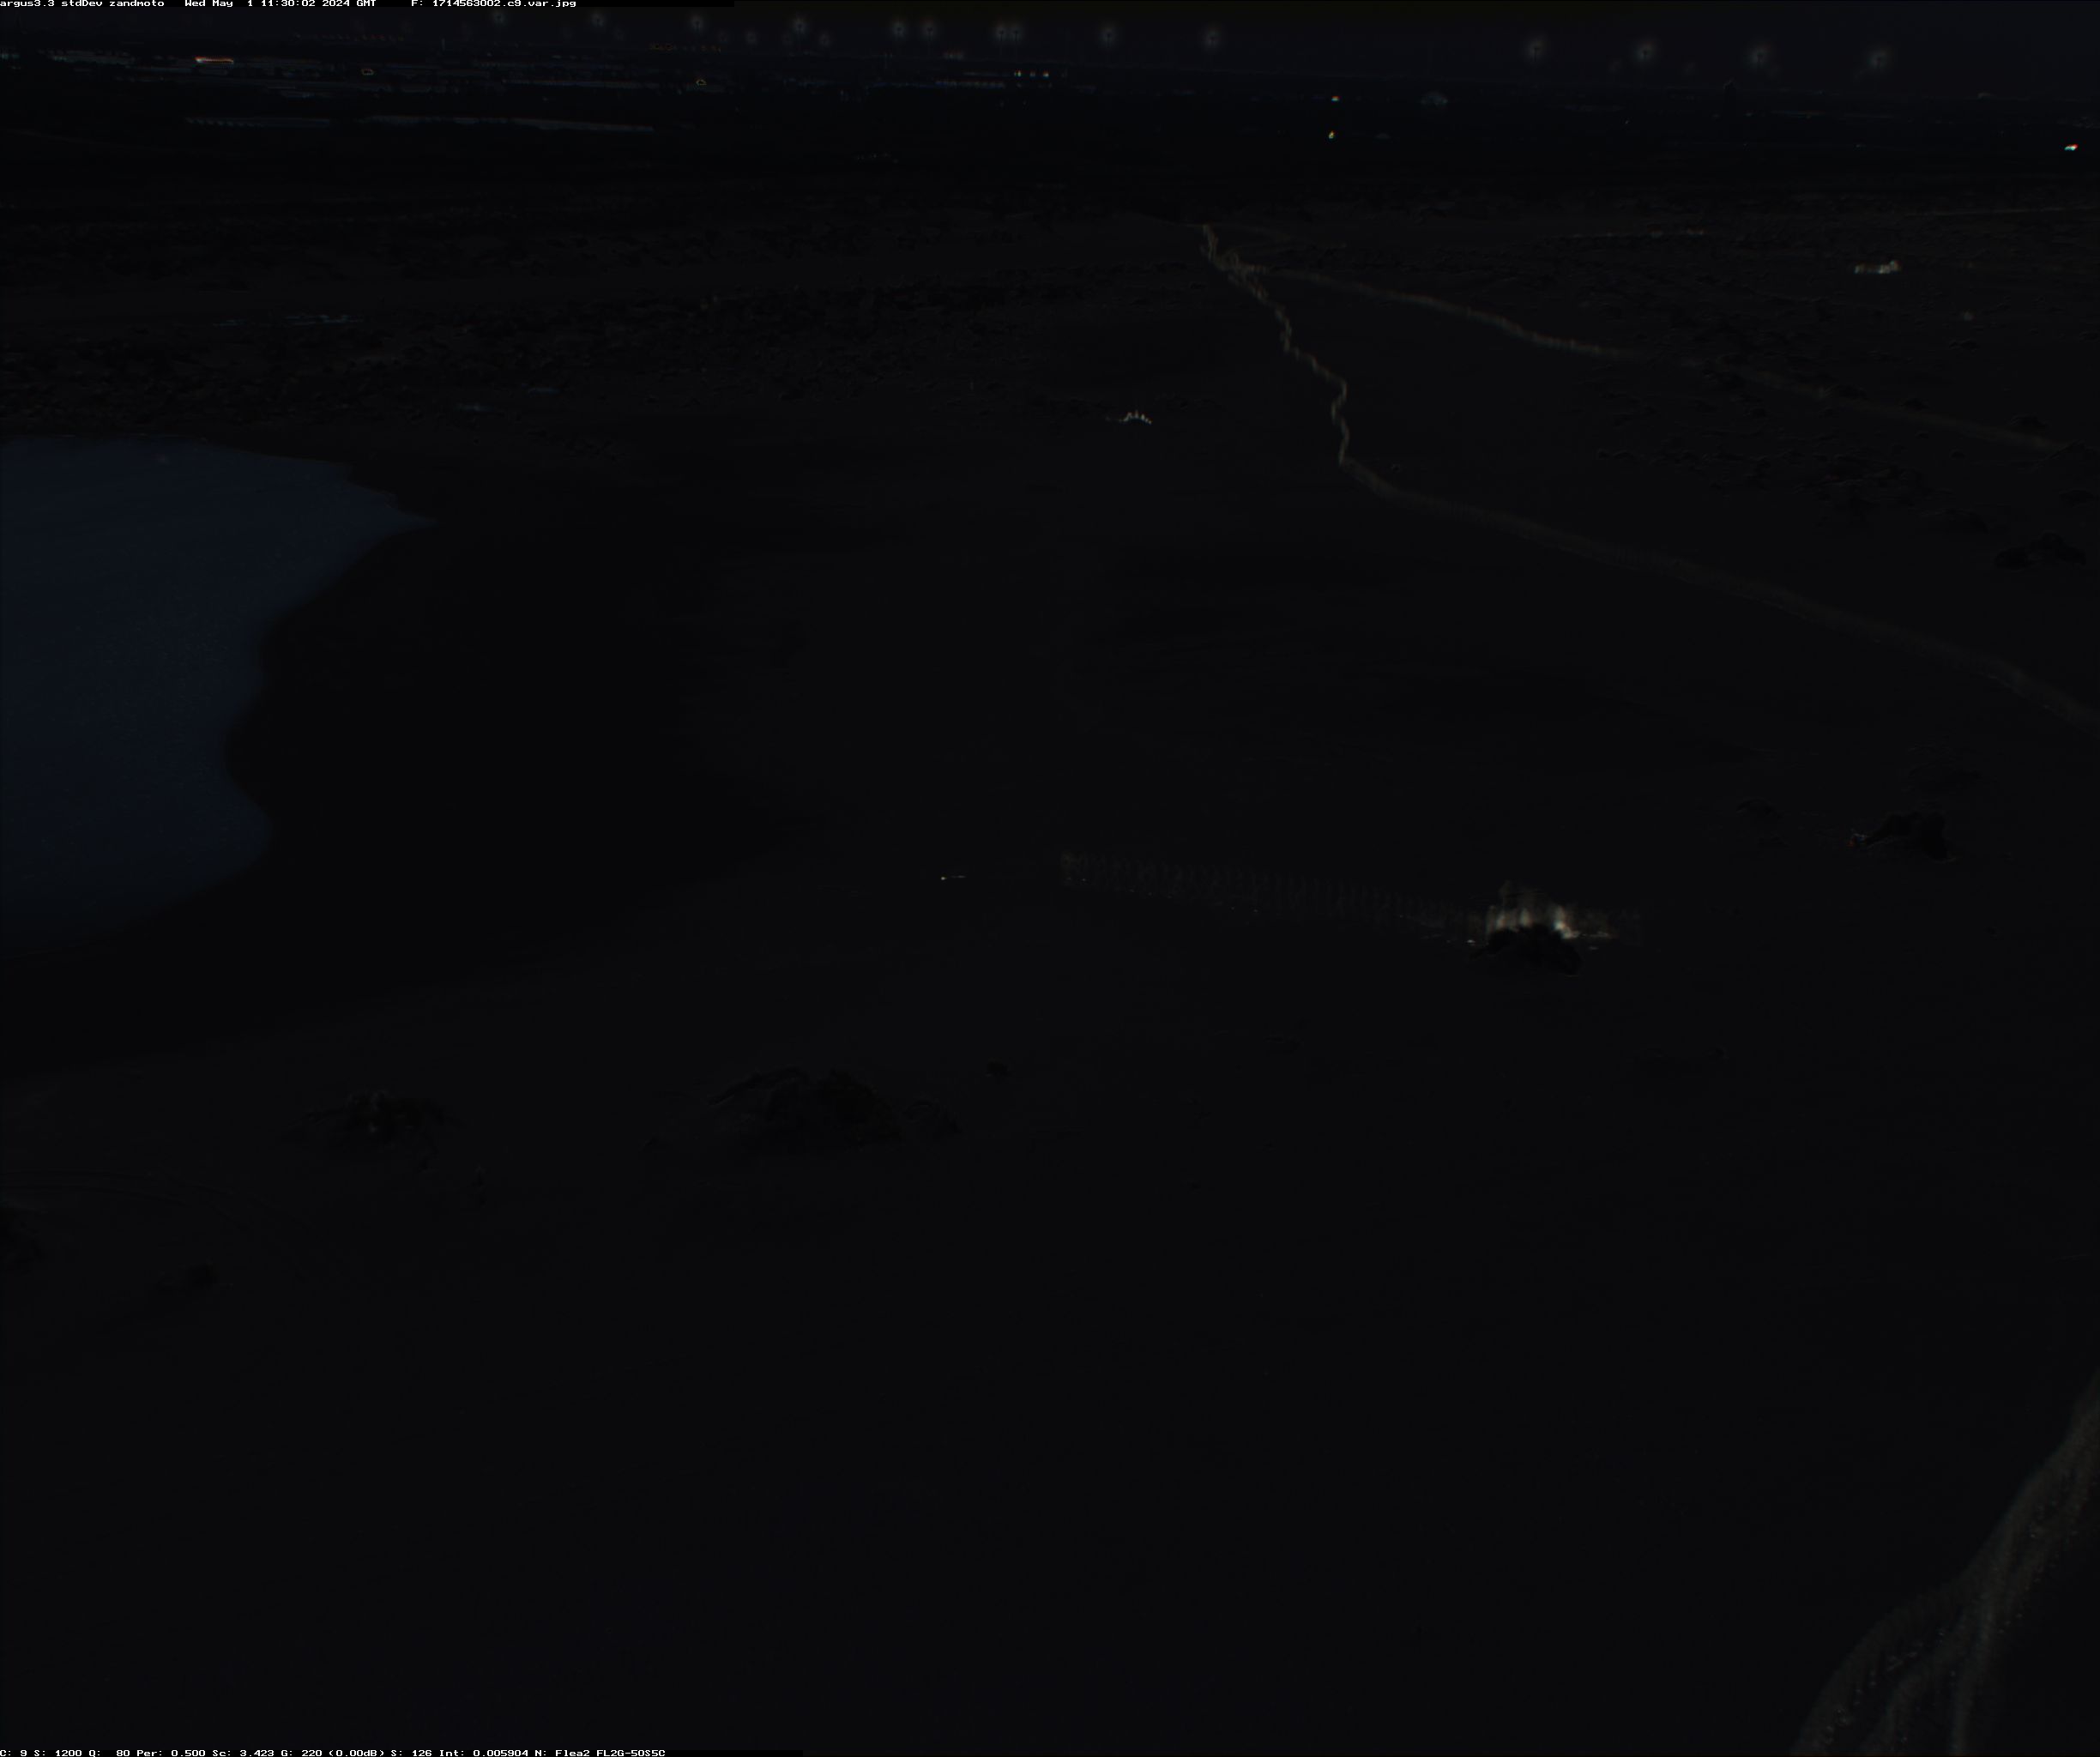 argus3.3 stdDev zandmoto   Wed May  1 11:30:02 2024 GMT     F: 1714563002.c9.var.jpg
C: 9 S: 1200 Q:  80 Per: 0.500 Sc: 3.423 G: 220 (0.00dB) S: 126 Int: 0.005904 N: Flea2 FL2G-50S5C